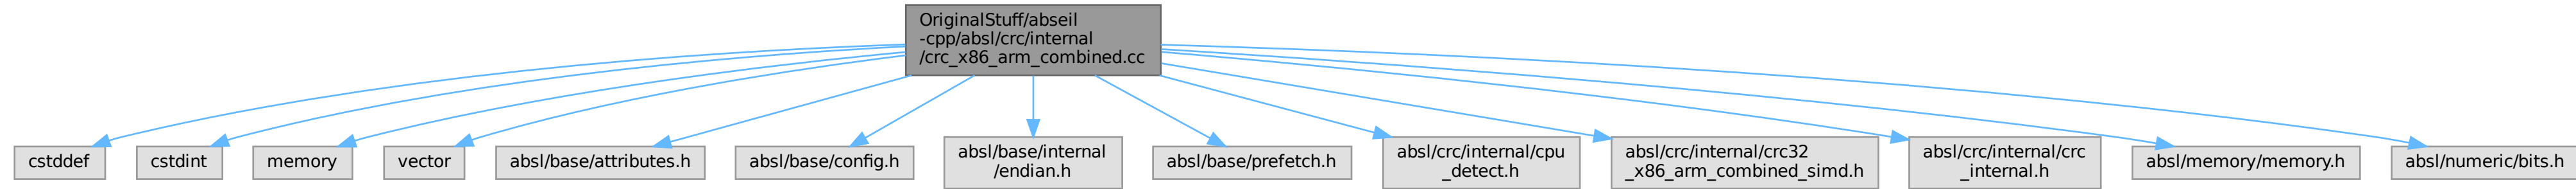 OriginalStuff/abseil
-cpp/absl/crc/internal
/crc_x86_arm_combined.cc
cstddef
cstdint
memory
vector
absl/base/attributes.h
absl/base/config.h
absl/base/internal
/endian.h
absl/base/prefetch.h
absl/crc/internal/cpu
_detect.h
absl/crc/internal/crc32
_x86_arm_combined_simd.h
absl/crc/internal/crc
_internal.h
absl/memory/memory.h
absl/numeric/bits.h